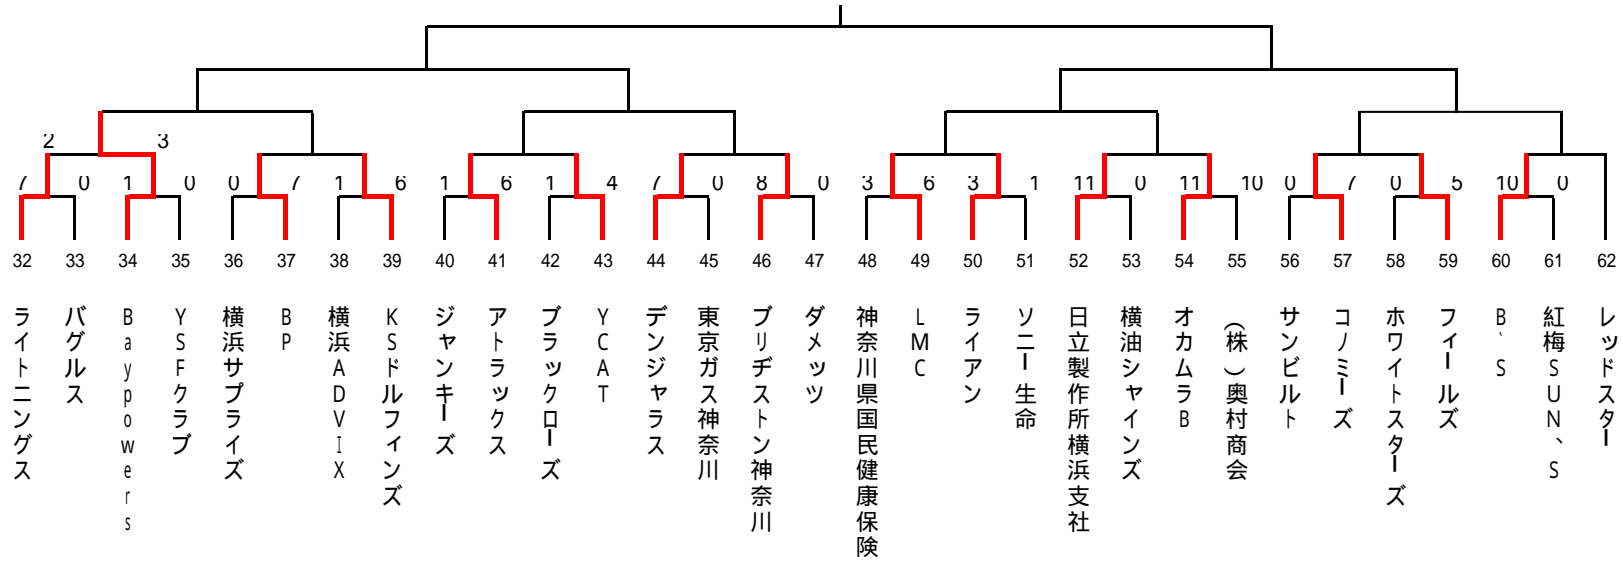 2 3
7 0 1 0 0 7 1 6 1 6 1 4 7 0 8 0 3 6 3 1 11 0 11 10 0 7 0 5 10 0
32 33 34 35 36 37 38 39 40 41 42 43 44 45 46 47 48 49 50 51 52 53 54 55 56 57 58 59 60 61 62
ライトニングス
バグルス
Baypowers
YSFクラブ
横浜サプライズ
BP
横浜ADVIX
KSドルフィンズ
ジャンキーズ
アトラックス
ブラックローズ
YCAT
デンジャラス
東京ガス神奈川
ブリヂストン神奈川
ダメッツ
神奈川県国民健康保険
LMC
ライアン
ソニー生命
日立製作所横浜支社
横油シャインズ
オカムラB
(株)奥村商会
サンビルト
コノミーズ
ホワイトスターズ
フィールズ
B`S
紅梅SUN、S
レッドスター